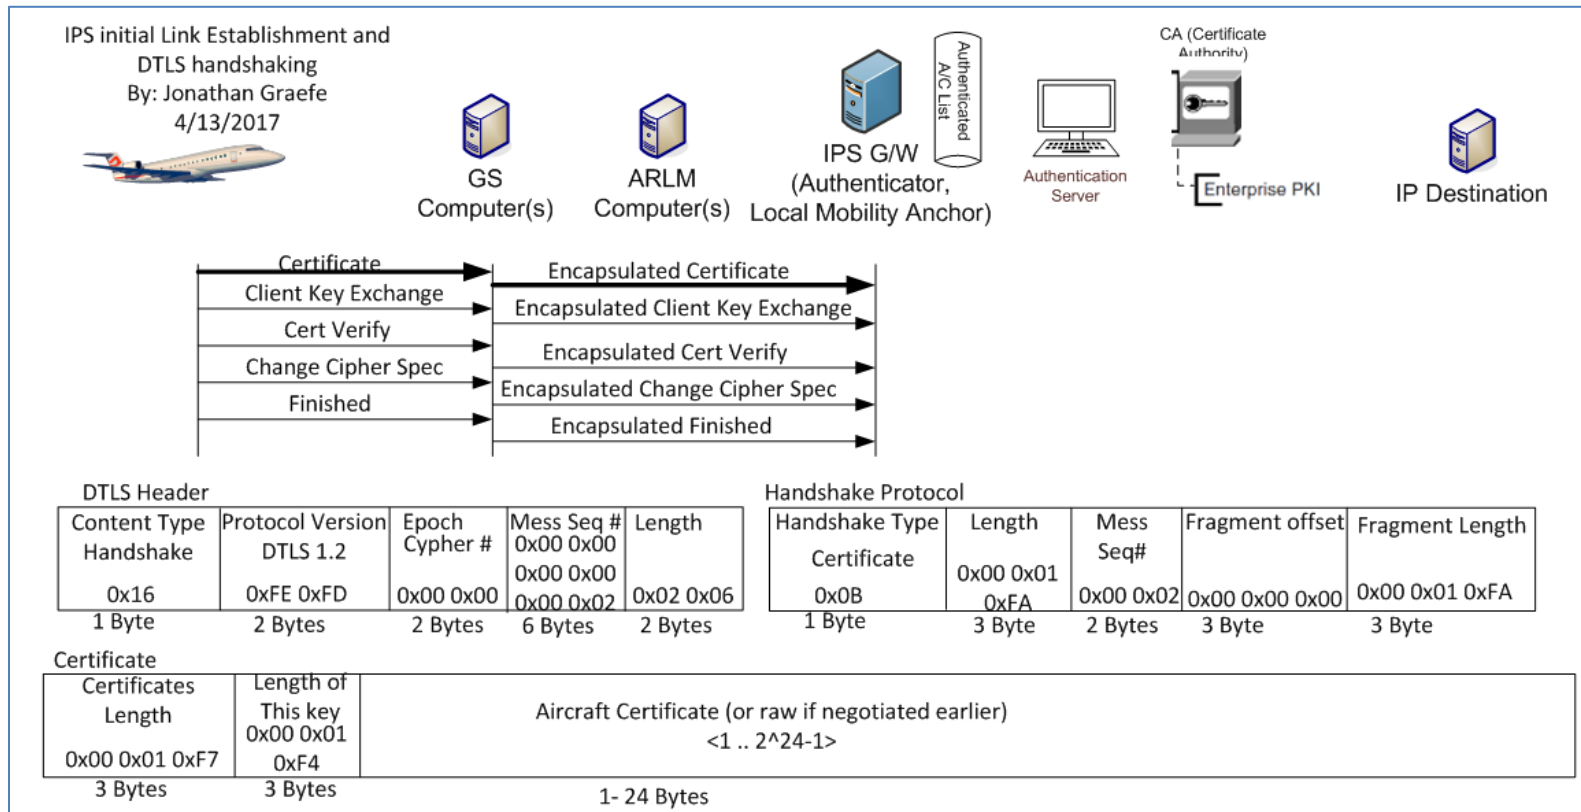 IPS initial Link Establishment and
DTLS handshaking
By: Jonathan Graefe
4/13/2017
GS
Computer(s)
ARLM
Computer(s)
IPS G/W
(Authenticator,
Local Mobility Anchor)
Authenticated
A/C List
Authentication
Server
CA (Certificate
Authority)
Enterprise PKI
IP Destination
Certificate
Client Key Exchange
Cert Verify
Change Cipher Spec
Finished
Encapsulated Certificate
Encapsulated Client Key Exchange
Encapsulated Cert Verify
Encapsulated Change Cipher Spec
Encapsulated Finished
DTLS Header
Content Type
Handshake
0x16
1 Byte
Protocol Version
DTLS 1.2
0xFE 0xFD
2 Bytes
Epoch
Cypher #
0x00 0x00
2 Bytes
Mess Seq #
0x00 0x00
0x00 0x00
0x00 0x02
6 Bytes
Length
0x02 0x06
2 Bytes
Handshake Protocol
Handshake Type
Certificate
0x0B
1 Byte
Length
0x00 0x01
0xFA
3 Byte
Mess
Seq#
0x00 0x02
2 Bytes
Fragment offset
0x00 0x00 0x00
3 Byte
Fragment Length
0x00 0x01 0xFA
3 Byte
Certificate
Certificates
Length
0x00 0x01 0xF7
3 Bytes
Length of
This key
0x00 0x01
0xF4
3 Bytes
Aircraft Certificate (or raw if negotiated earlier)
<1 .. 2^24-1>
1- 24 Bytes